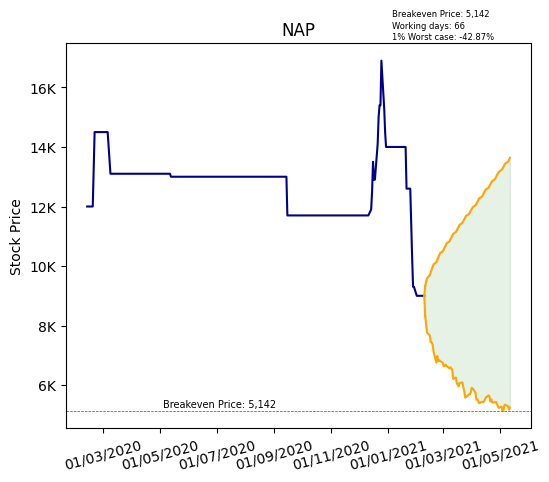 Breakeven Price: 5,142
Working days: 66
1% Worst case: -42.87%
NAP
Stock Price
16K
14K
12K
10K
8K
6K
Breakeven Price: 5,142
01/03/2020
01/05/2020
01/07/2020
01/09/2020
01/11/2020
01/01/2021
01/03/2021
01/05/2021